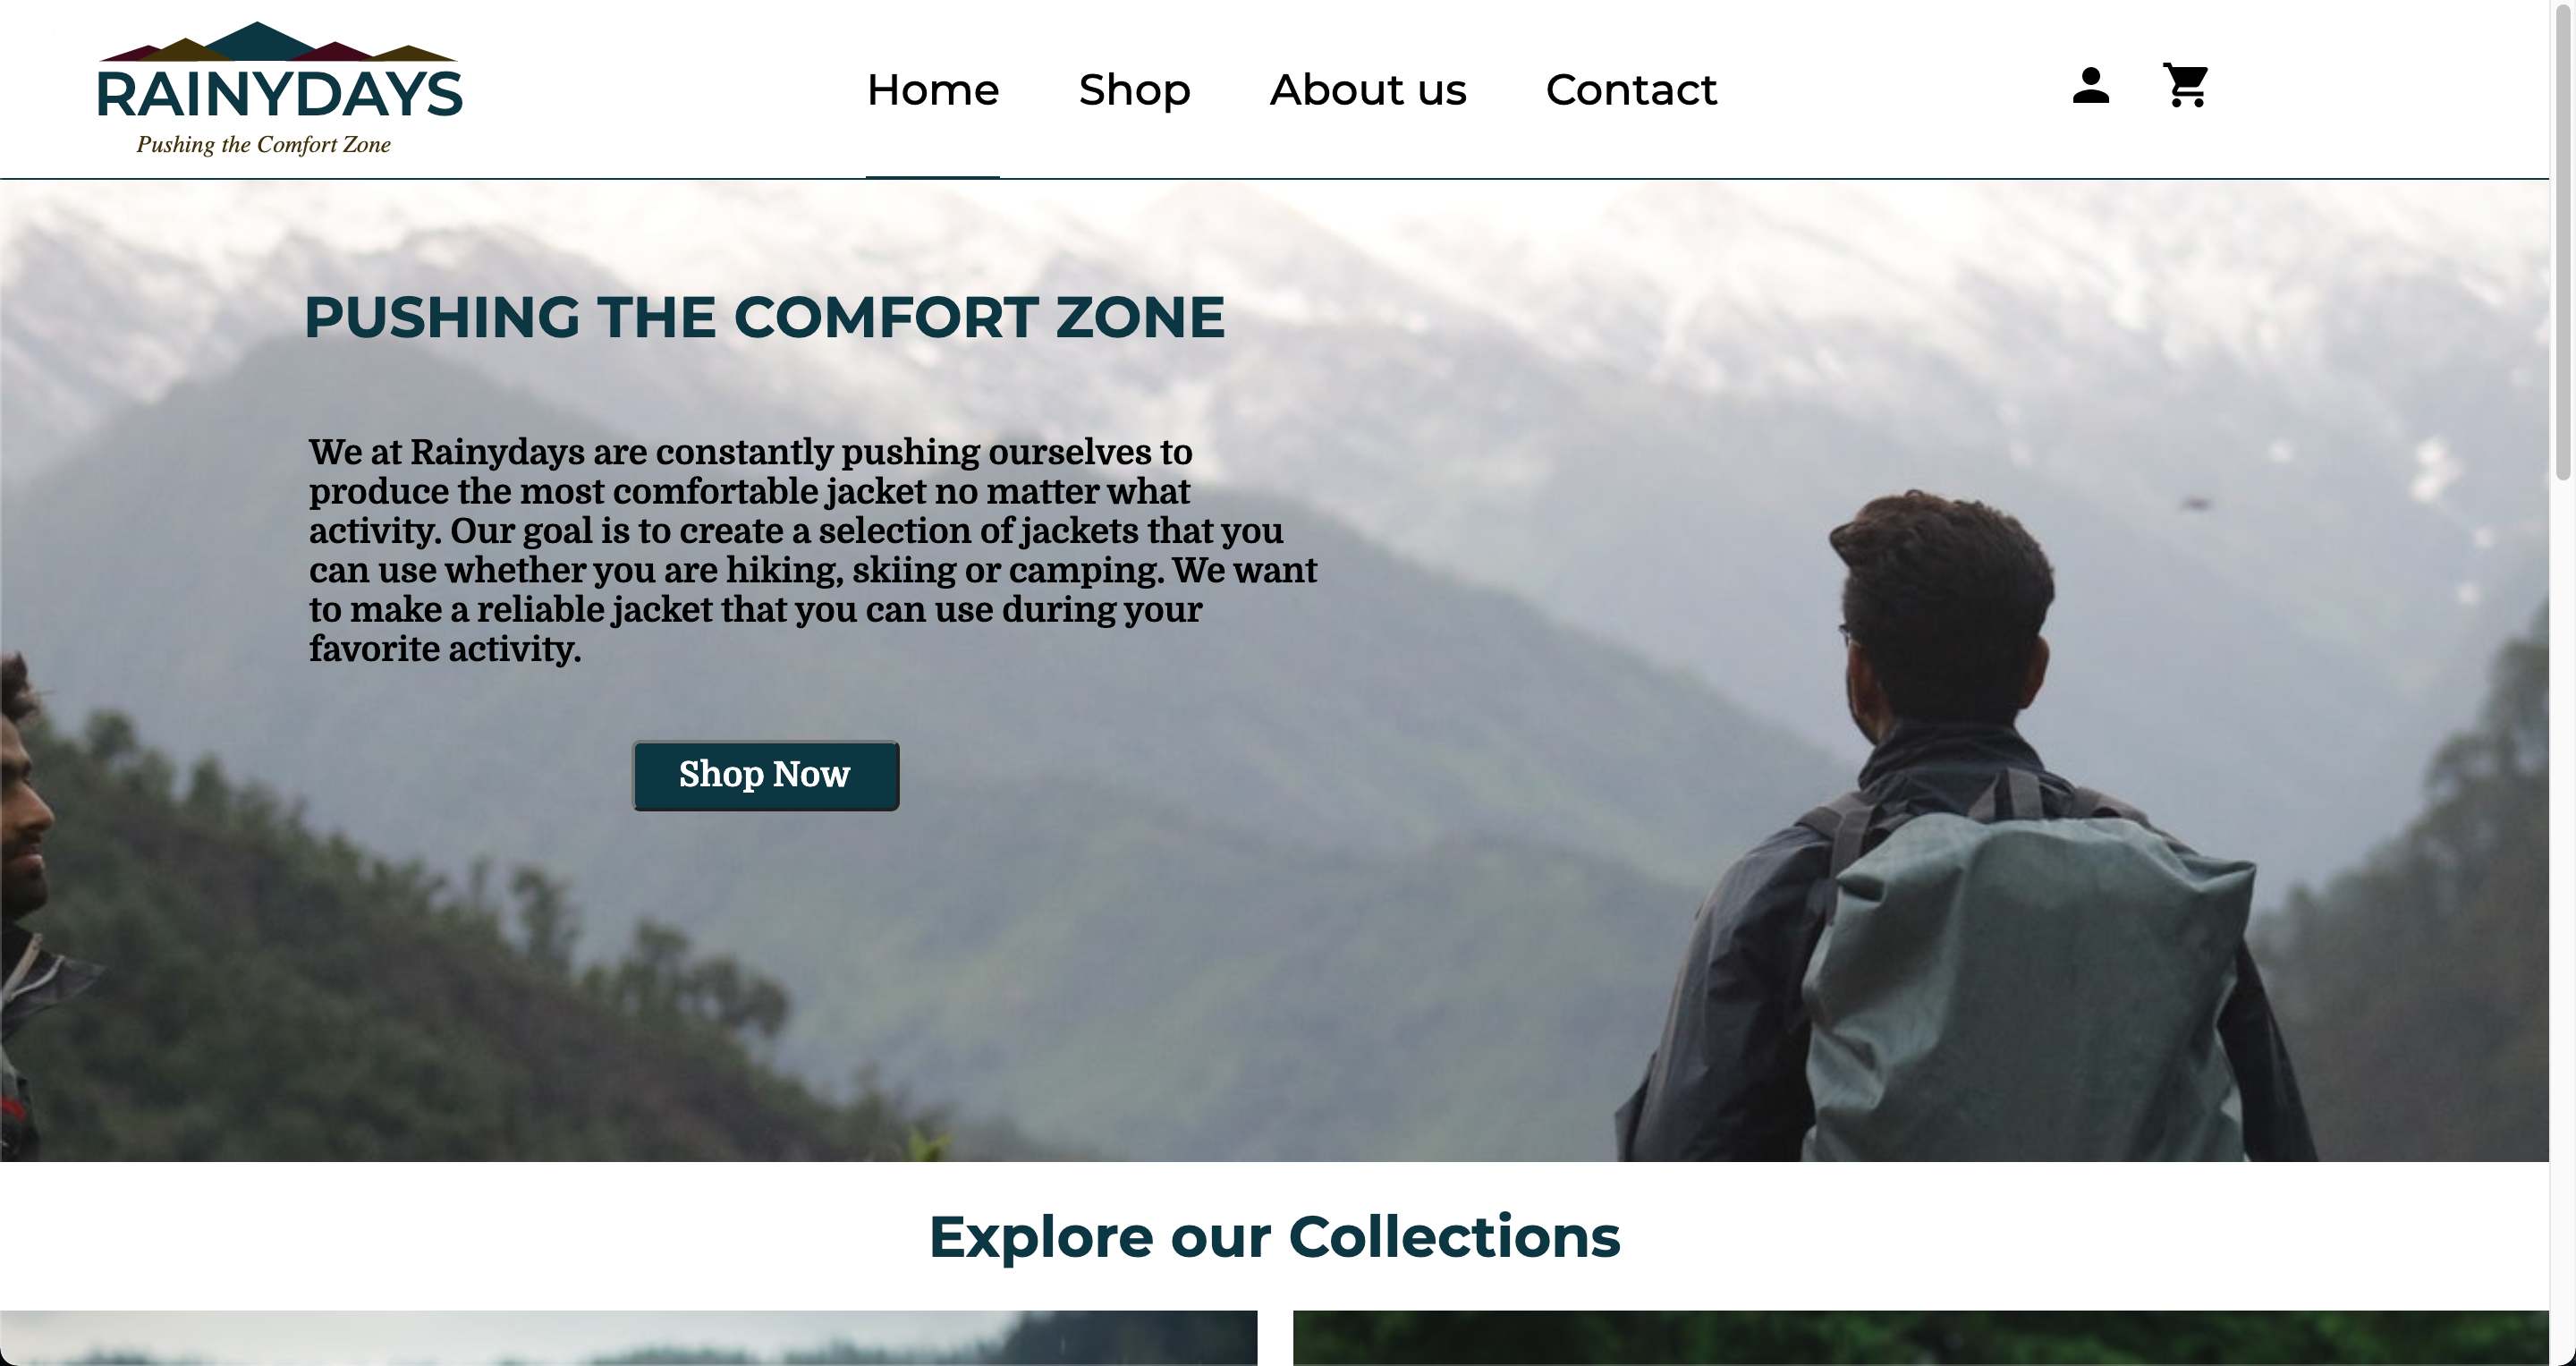 RAINYDAYS
Pushing the Comfort Zone
Home
Shop
About us
Contact
PUSHING THE COMFORT ZONE
We at Rainydays are constantly pushing ourselves to
produce the most comfortable jacket no matter what
activity. Our goal is to create a selection of jackets that you
can use whether you are hiking, skiing or camping. We want
to make a reliable jacket that you can use during your
favorite activity.
Shop Now
Explore our Collections